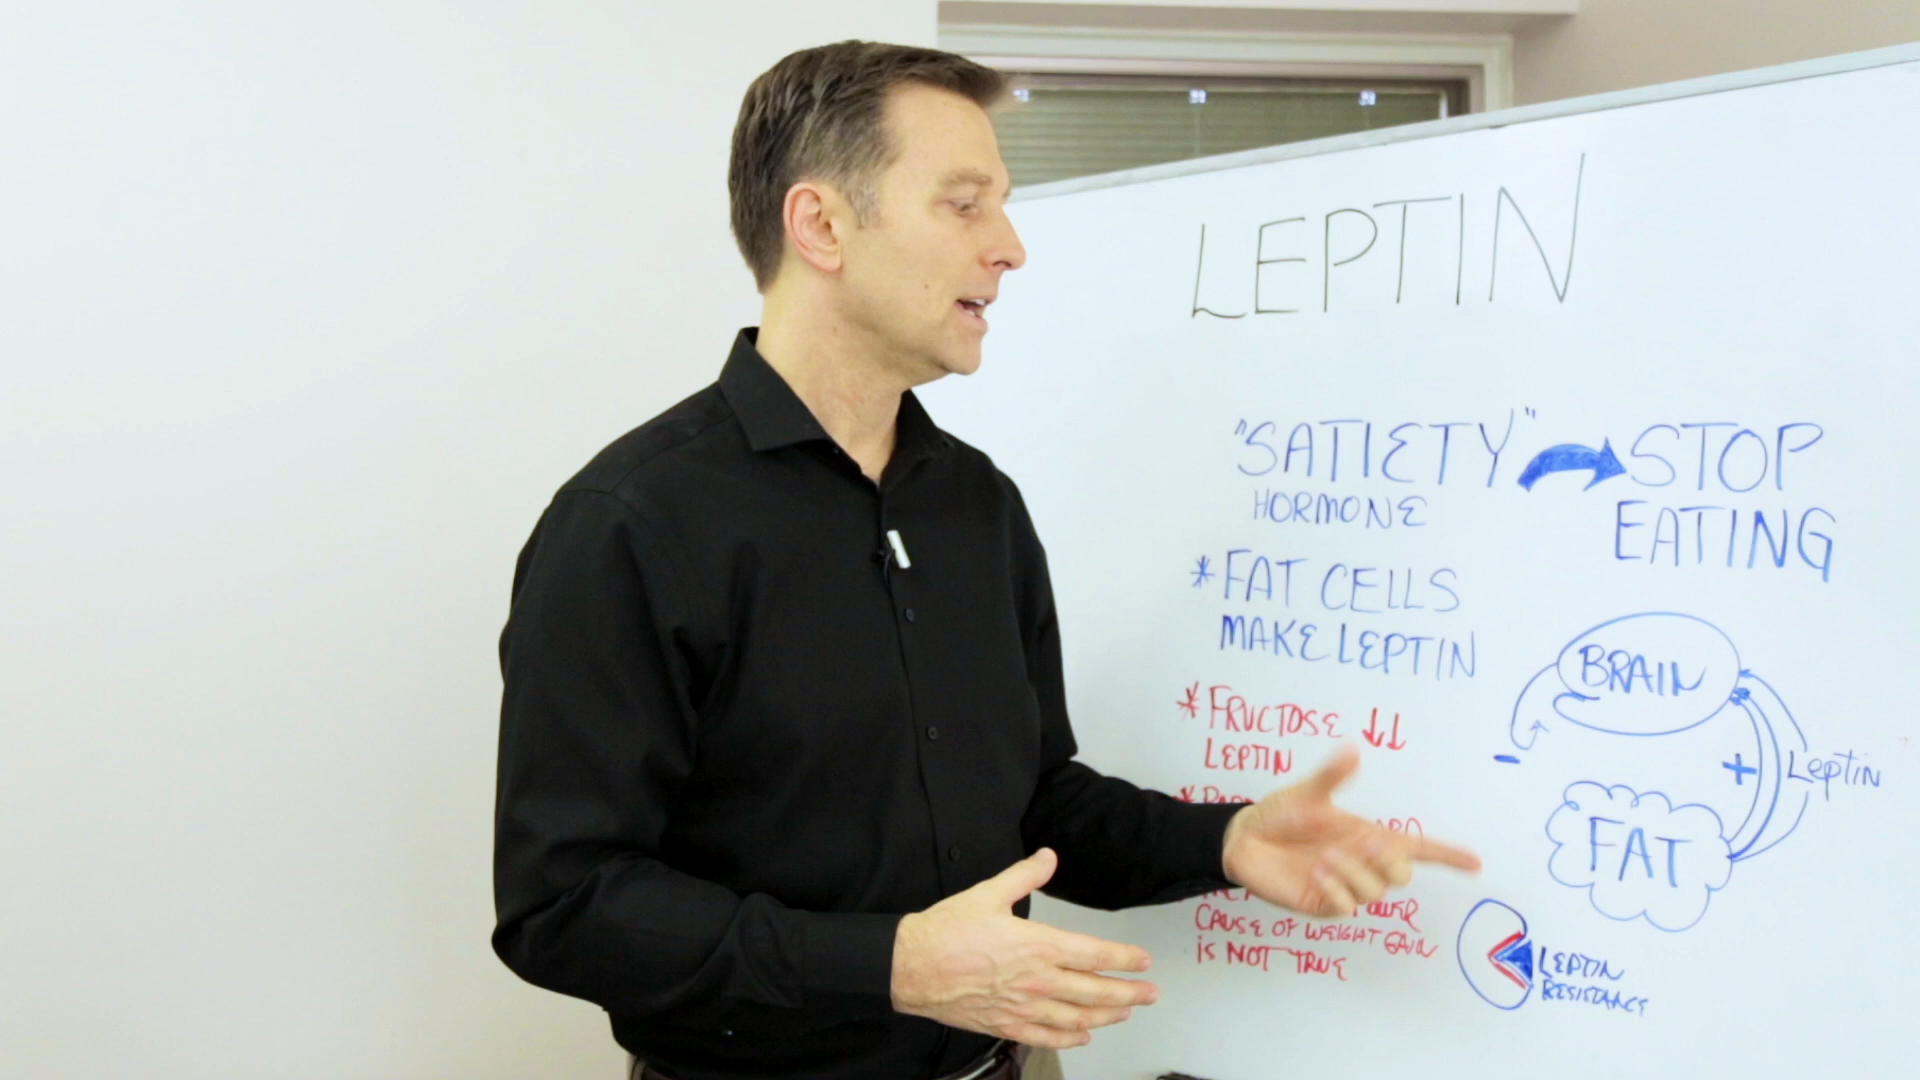 LEPTIN
"SATIETY" STOP
HORMONE EATING
* FAT CELLS
MAKE LEPTIN
BRAIN
* FRUCTOSE ↓↓
LEPTIN
- + Leptin
FAT
POWER
CAUSE OF WEIGHT GAIN
IS NOT TRUE
LEPTIN
RESISTANCE